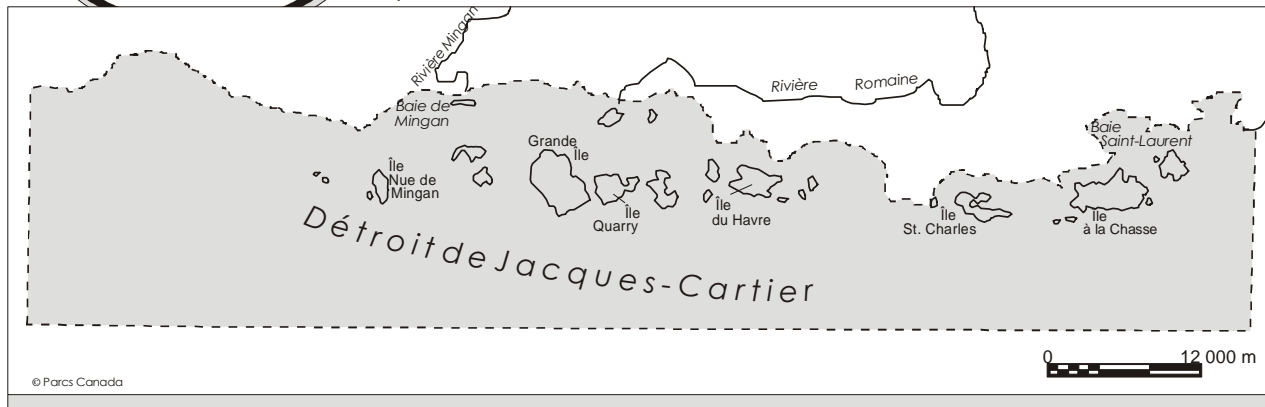 Rivière Mingan
Rivière Romaine
Baie de
Mingan
Baie
Saint-Laurent
Grande
Île
Île
Nue de
Mingan
Île
Quarry
Île
du Havre
Île
St. Charles
Île
à la Chasse
Détroit de Jacques-Cartier
0 12 000 m
© Parcs Canada